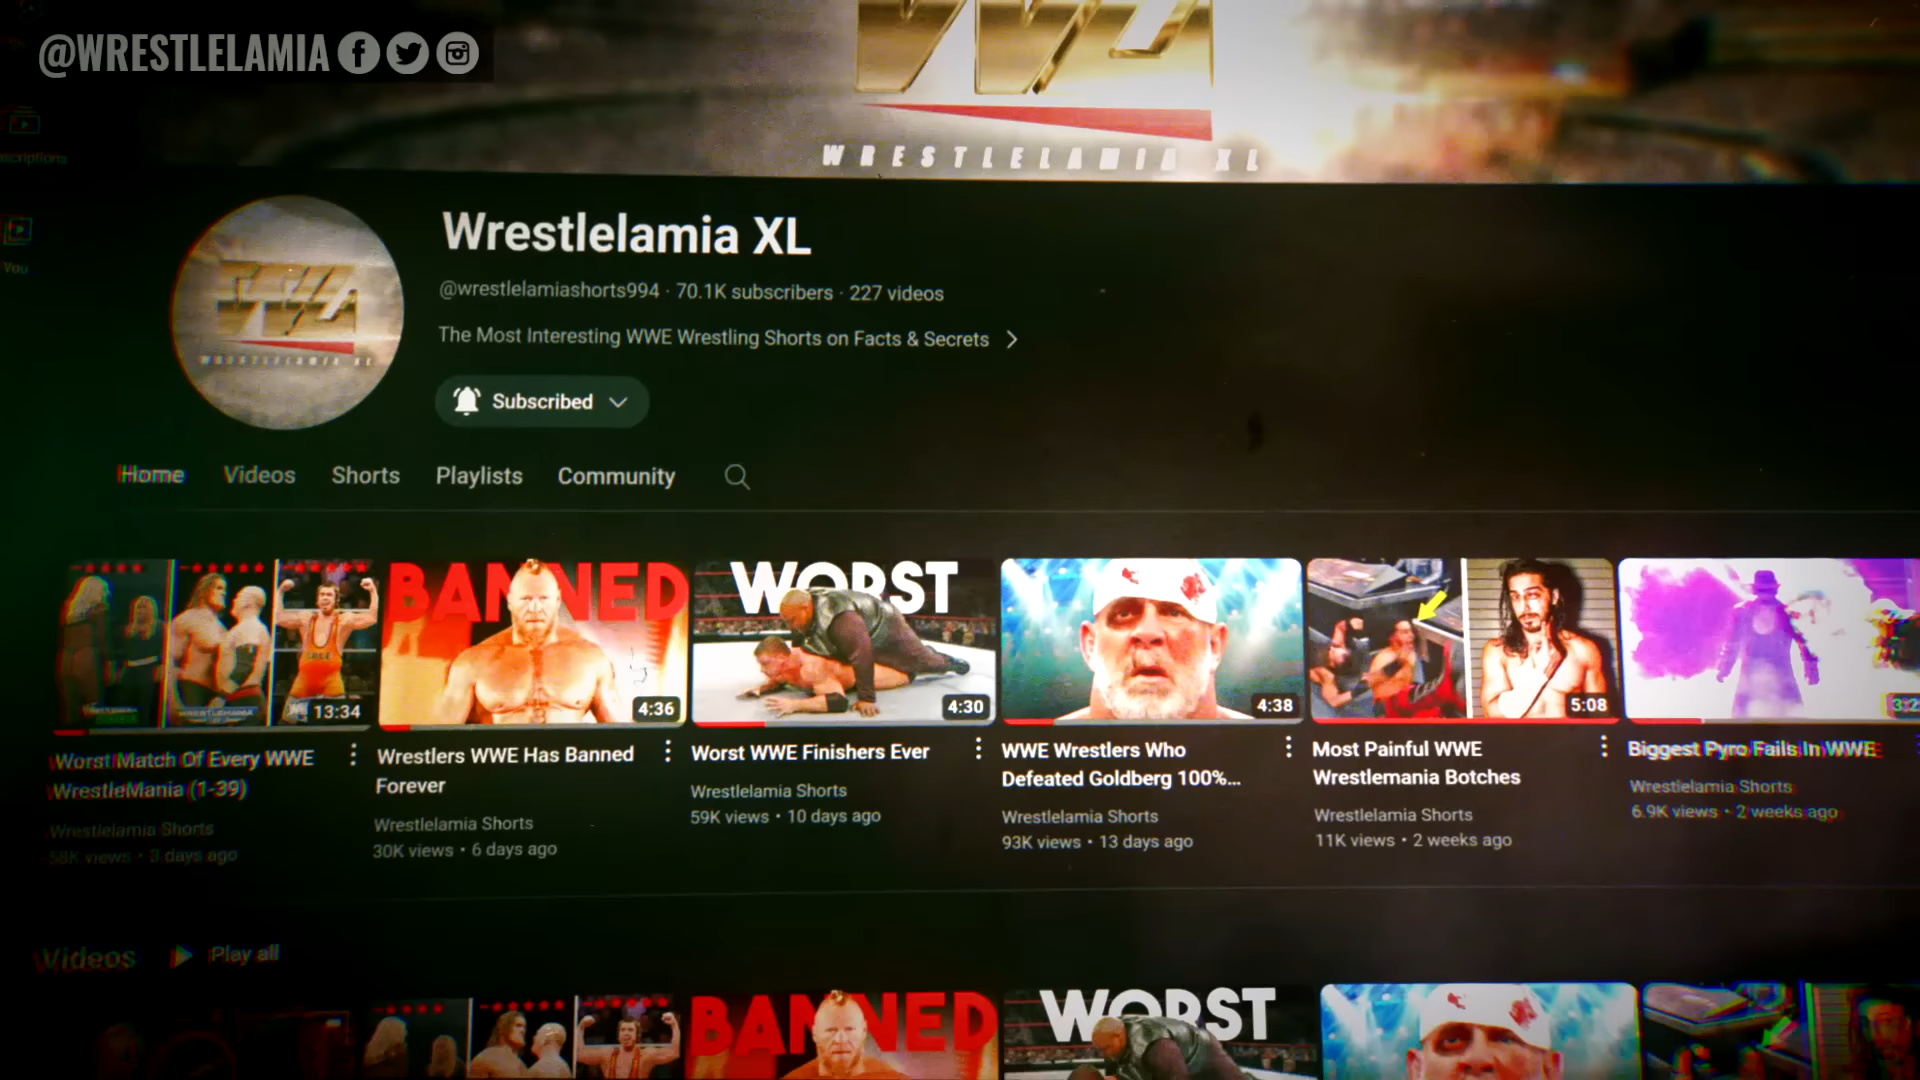 @WRESTLELAMIA
WRESTLELAMIA XL
Wrestlelamia XL
@wrestlelamiashorts994 · 70.1K subscribers · 227 videos
The Most Interesting WWE Wrestling Shorts on Facts & Secrets
Subscribed
You
Home Videos Shorts Playlists Community
BANNED
WORST
13:34
4:36
4:30
4:38
5:08
Worst Match Of Every WWE
WrestleMania (1-39)
Wrestlelamia Shorts
58K views • 3 days ago
Wrestlers WWE Has Banned
Forever
Wrestlelamia Shorts
30K views • 6 days ago
Worst WWE Finishers Ever
Wrestlelamia Shorts
59K views • 10 days ago
WWE Wrestlers Who
Defeated Goldberg 100%...
Wrestlelamia Shorts
93K views • 13 days ago
Most Painful WWE
Wrestlemania Botches
Wrestlelamia Shorts
11K views • 2 weeks ago
Biggest Pyro Fails In WWE
Wrestlelamia Shorts
6.9K views • 2 weeks ago
Videos Play all
BANNED
WORST